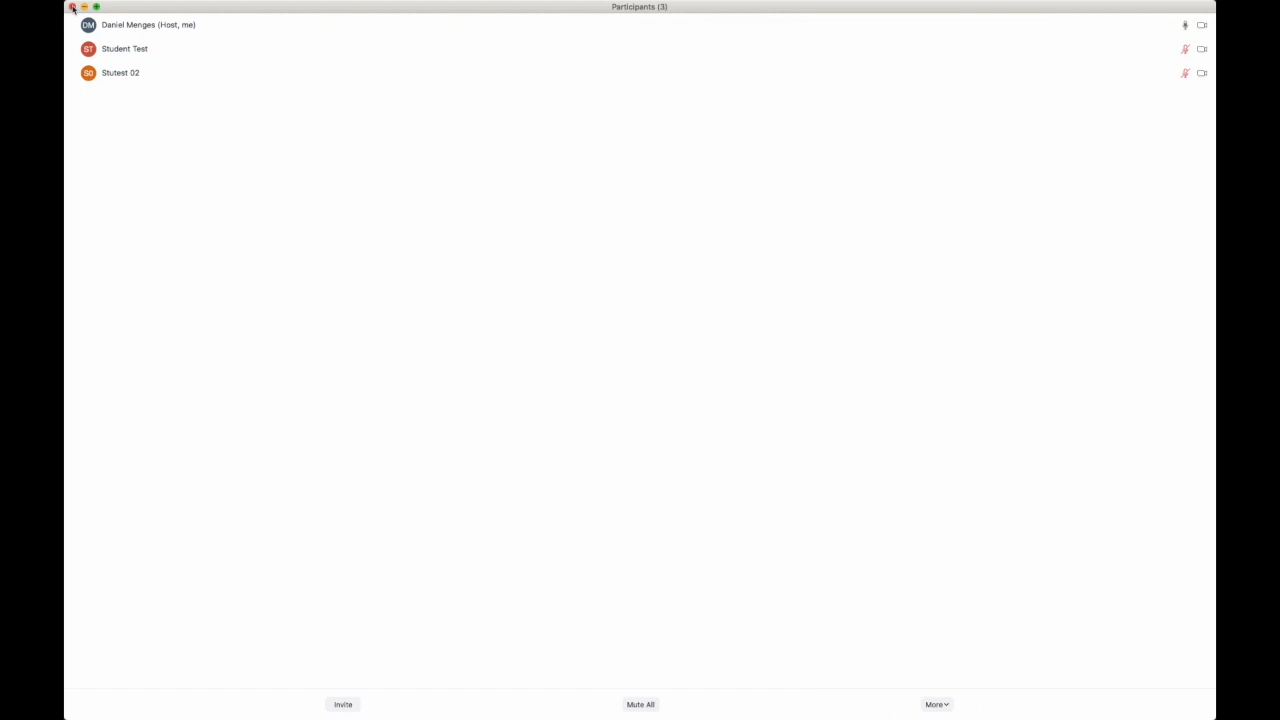 Participants (3)
DM Daniel Menges (Host, me)
ST Student Test
S0 Stutest 02
Invite Mute All More